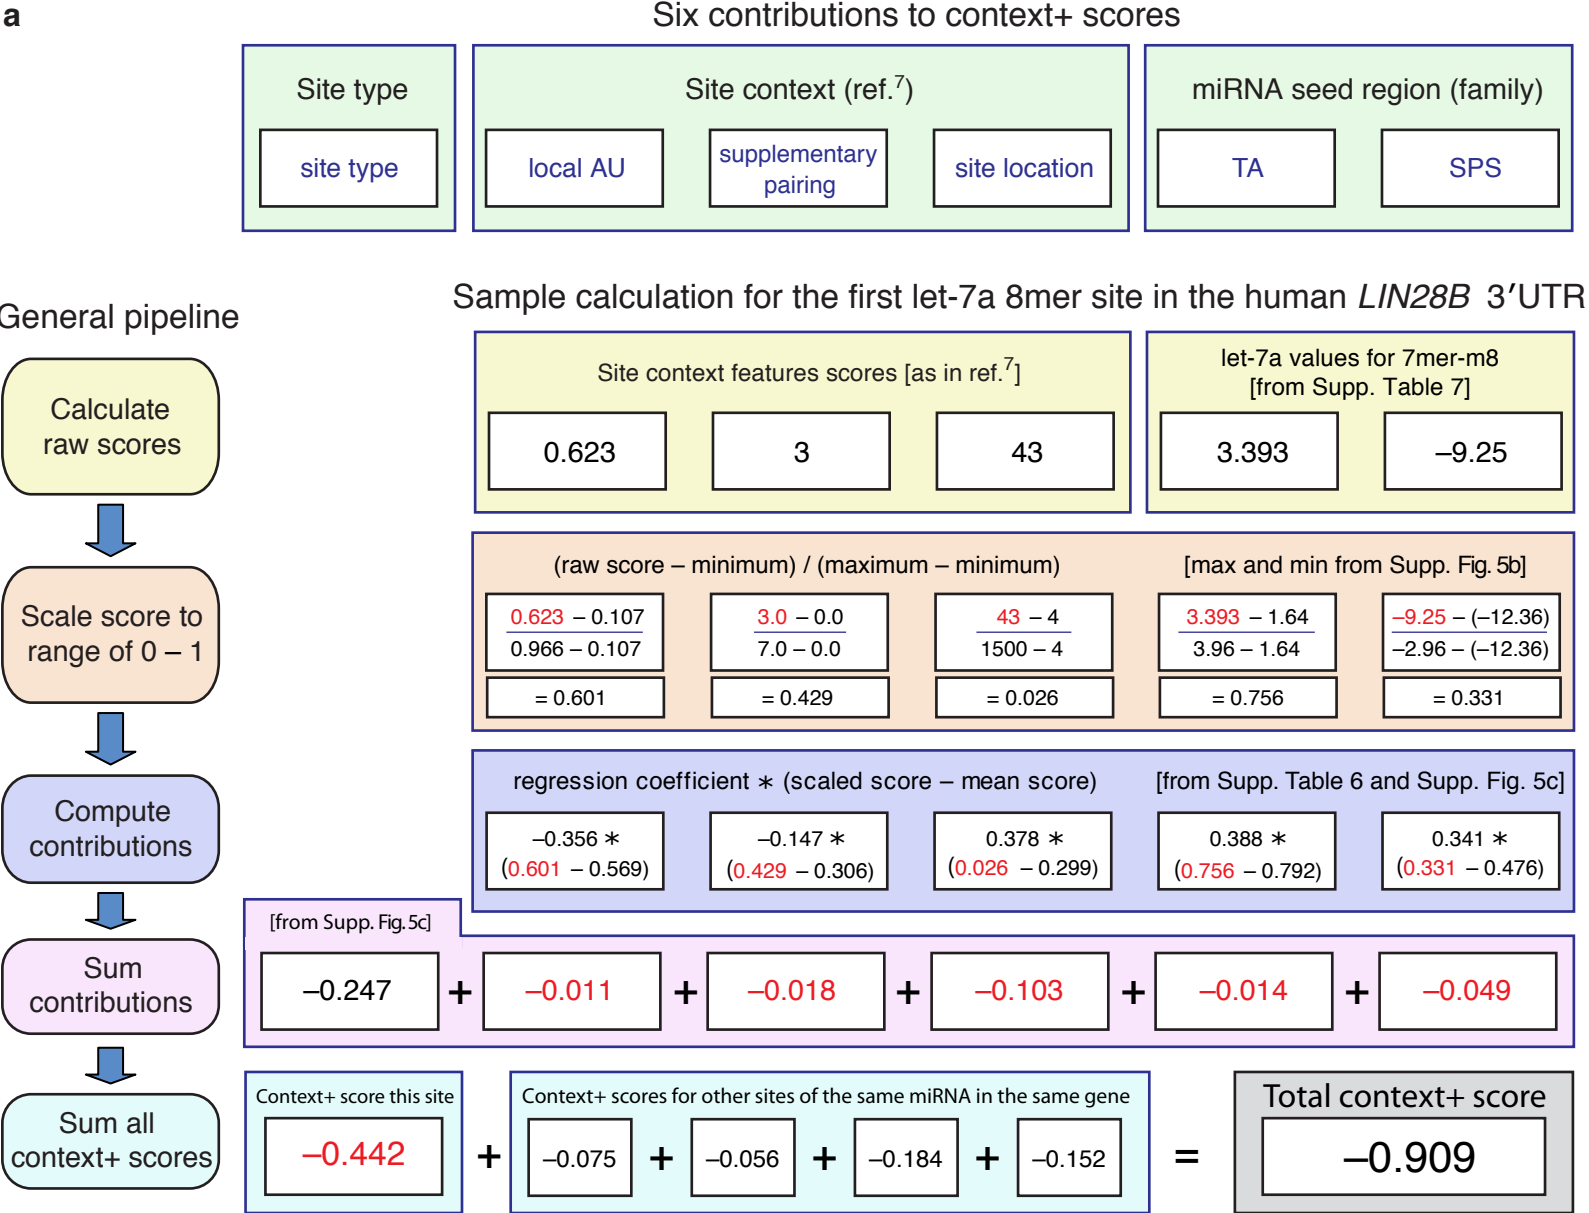 a
Six contributions to context+ scores
Site type
Site context (ref.7)
miRNA seed region (family)
site type
local AU
supplementary
pairing
site location
TA
SPS
General pipeline
Sample calculation for the first let-7a 8mer site in the human LIN28B 3′UTR
Calculate
raw scores
Site context features scores [as in ref.7]
let-7a values for 7mer-m8
[from Supp. Table 7]
0.623
3
43
3.393
–9.25
Scale score to
range of 0 – 1
(raw score – minimum) / (maximum – minimum)
[max and min from Supp. Fig. 5b]
0.623 – 0.107
0.966 – 0.107
3.0 – 0.0
7.0 – 0.0
43 – 4
1500 – 4
3.393 – 1.64
3.96 – 1.64
–9.25 – (–12.36)
–2.96 – (–12.36)
= 0.601
= 0.429
= 0.026
= 0.756
= 0.331
Compute
contributions
regression coefficient ∗ (scaled score – mean score)
[from Supp. Table 6 and Supp. Fig. 5c]
–0.356 ∗
(0.601 – 0.569)
–0.147 ∗
(0.429 – 0.306)
0.378 ∗
(0.026 – 0.299)
0.388 ∗
(0.756 – 0.792)
0.341 ∗
(0.331 – 0.476)
Sum
contributions
[from Supp. Fig. 5c]
–0.247 + –0.011 + –0.018 + –0.103 + –0.014 + –0.049
Sum all
context+ scores
Context+ score this site
Context+ scores for other sites of the same miRNA in the same gene
Total context+ score
–0.442 + –0.075 + –0.056 + –0.184 + –0.152 = –0.909